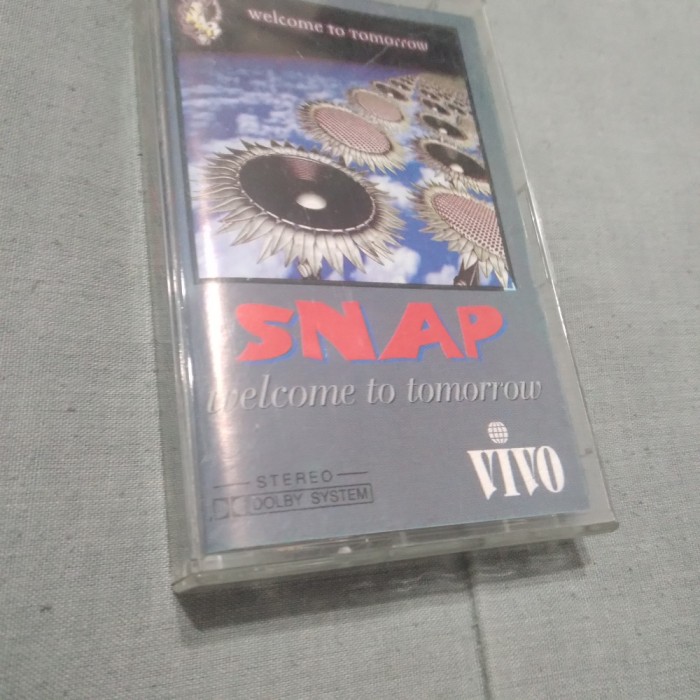 welcome to tomorrow
SNAP
welcome to tomorrow
STEREO
DOLBY SYSTEM
VIVO